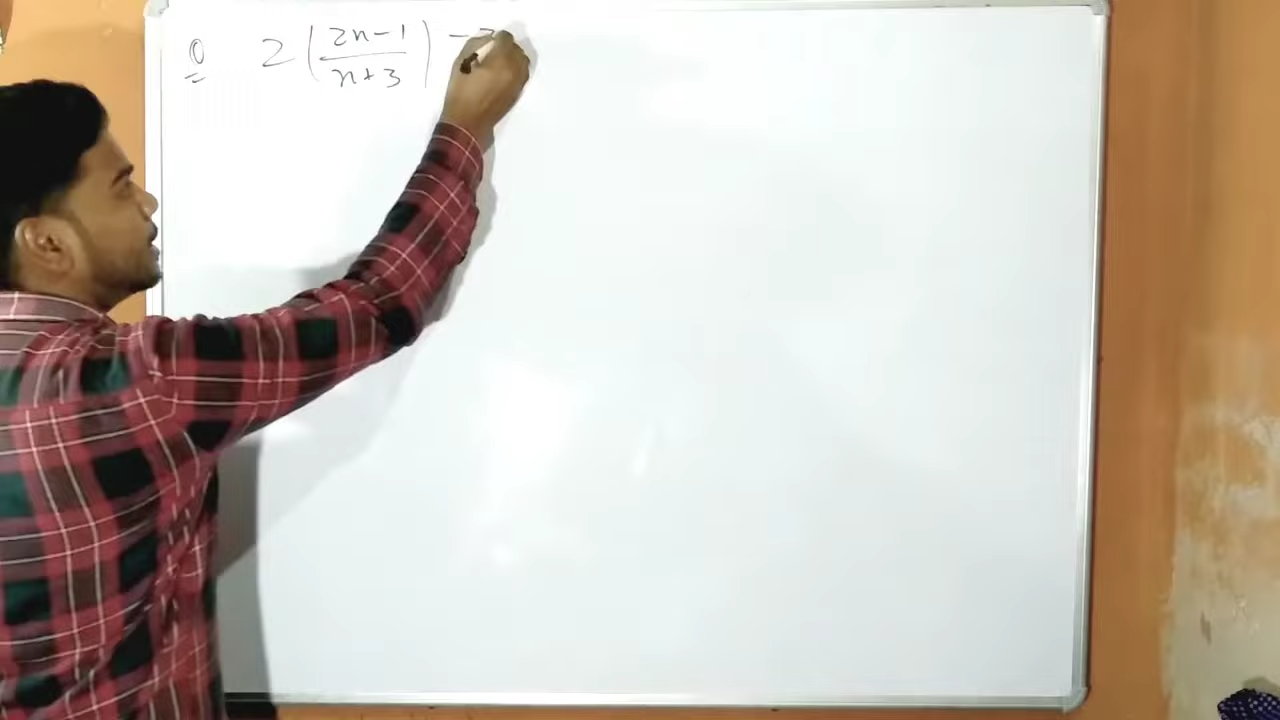 Q 2 ( (2x-1)/(x+3) ) -